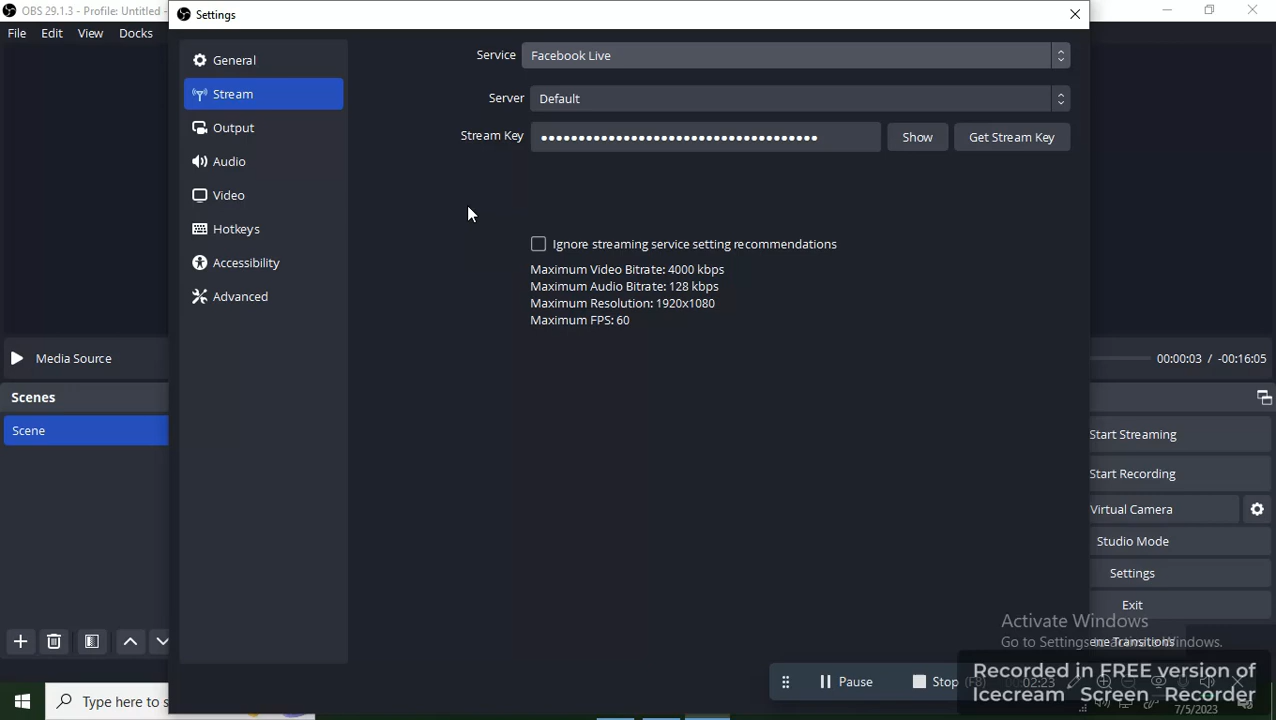 OBS 29.1.3 - Profile: Untitled -
Settings
File Edit View Docks
General
Stream
Output
Audio
Video
Hotkeys
Accessibility
Advanced
Service Facebook Live
Server Default
Stream Key Show Get Stream Key
Ignore streaming service setting recommendations
Maximum Video Bitrate: 4000 kbps
Maximum Audio Bitrate: 128 kbps
Maximum Resolution: 1920x1080
Maximum FPS: 60
Media Source
00:00:03 / -00:16:05
Scenes
Scene
Start Streaming
Start Recording
Virtual Camera
Studio Mode
Settings
Exit
Activate Windows
Go to Settings to activate Windows.
Pause Stop (F8) 02:23
Recorded in FREE version of
Icecream Screen Recorder
Type here to s
7/5/2023